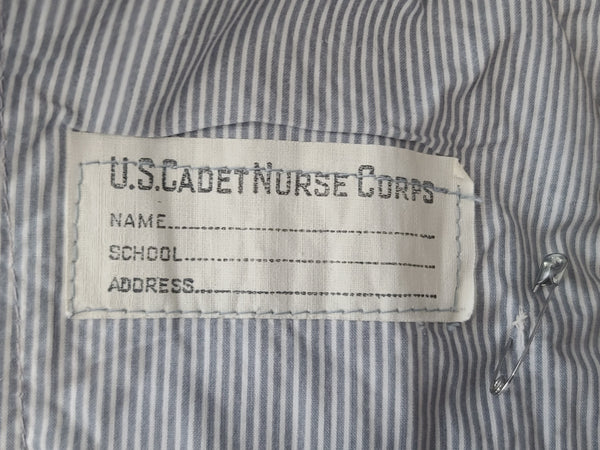 U.S. CADET NURSE CORPS
NAME
SCHOOL
ADDRESS